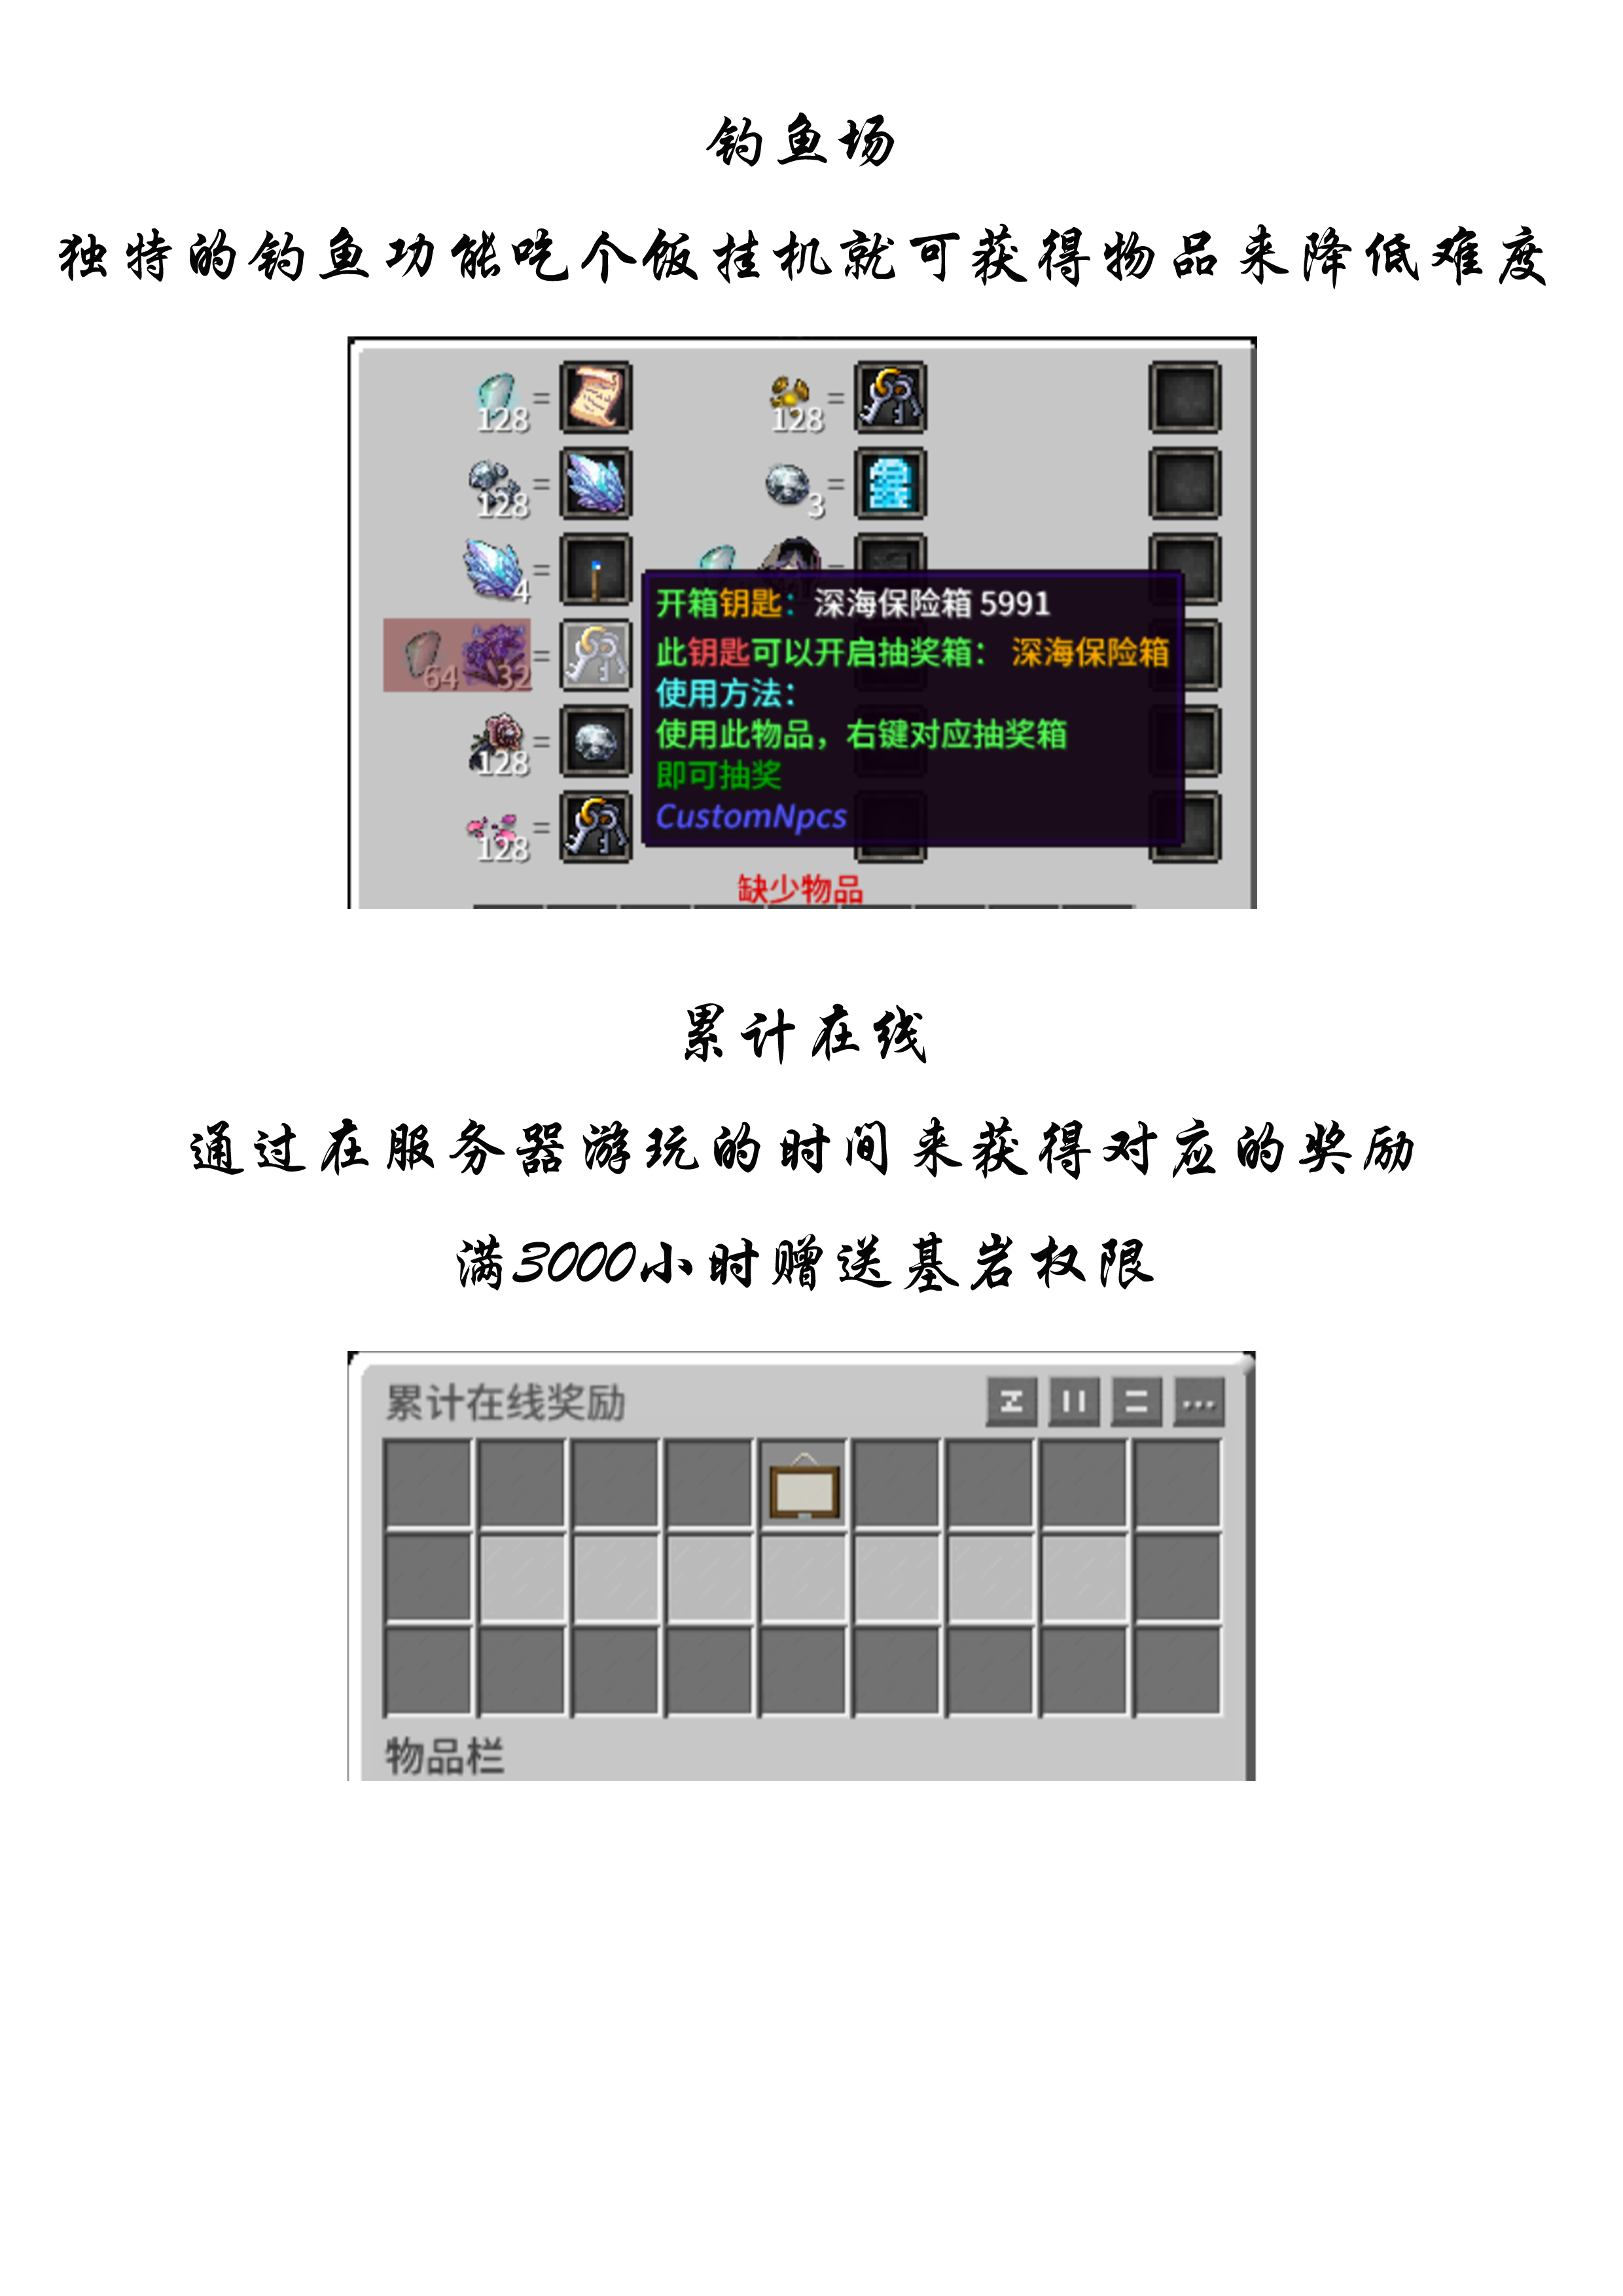 钓鱼场
独特的钓鱼功能吃个饭挂机就可获得物品来降低难度
128 = 128 =
128 = 3 =
4 = =
开箱钥匙：深海保险箱 5991
64 32 =
此钥匙可以开启抽奖箱： 深海保险箱
使用方法：
128 =
使用此物品，右键对应抽奖箱
即可抽奖
128 =
CustomNpcs
缺少物品
累计在线
通过在服务器游玩的时间来获得对应的奖励
满3000小时赠送基岩权限
累计在线奖励
物品栏